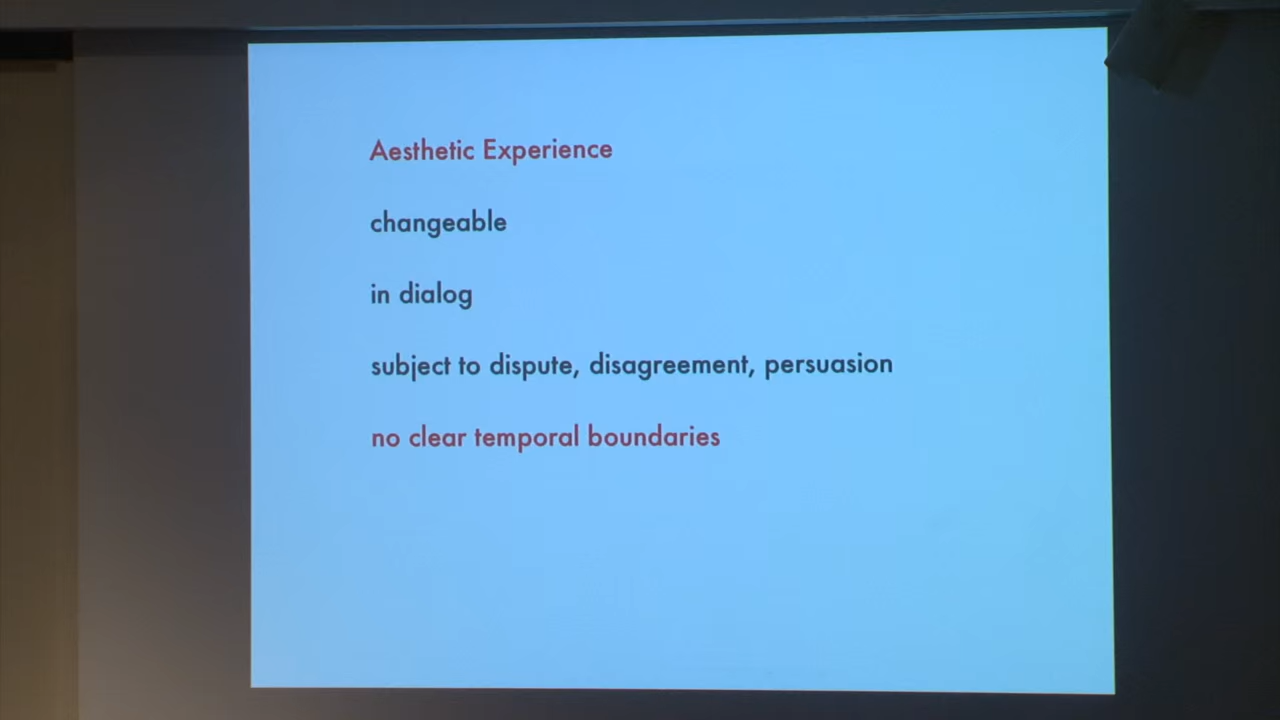 Aesthetic Experience
changeable
in dialog
subject to dispute, disagreement, persuasion
no clear temporal boundaries